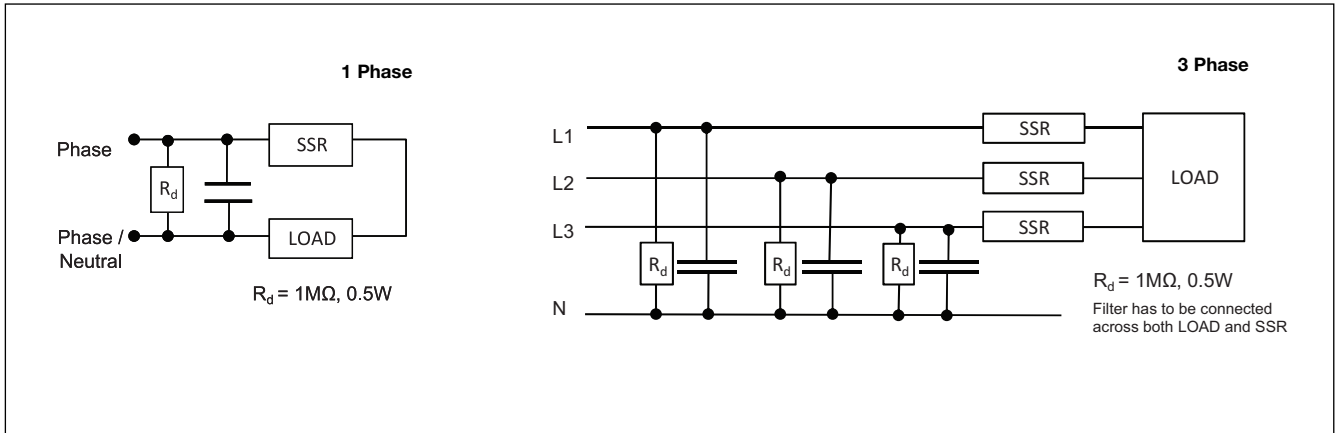 1 Phase
Phase
SSR
R_d
Phase /
Neutral
LOAD
R_d = 1MΩ, 0.5W
3 Phase
L1
SSR
L2
SSR
LOAD
L3
SSR
R_d
R_d
R_d
N
R_d = 1MΩ, 0.5W
Filter has to be connected
across both LOAD and SSR